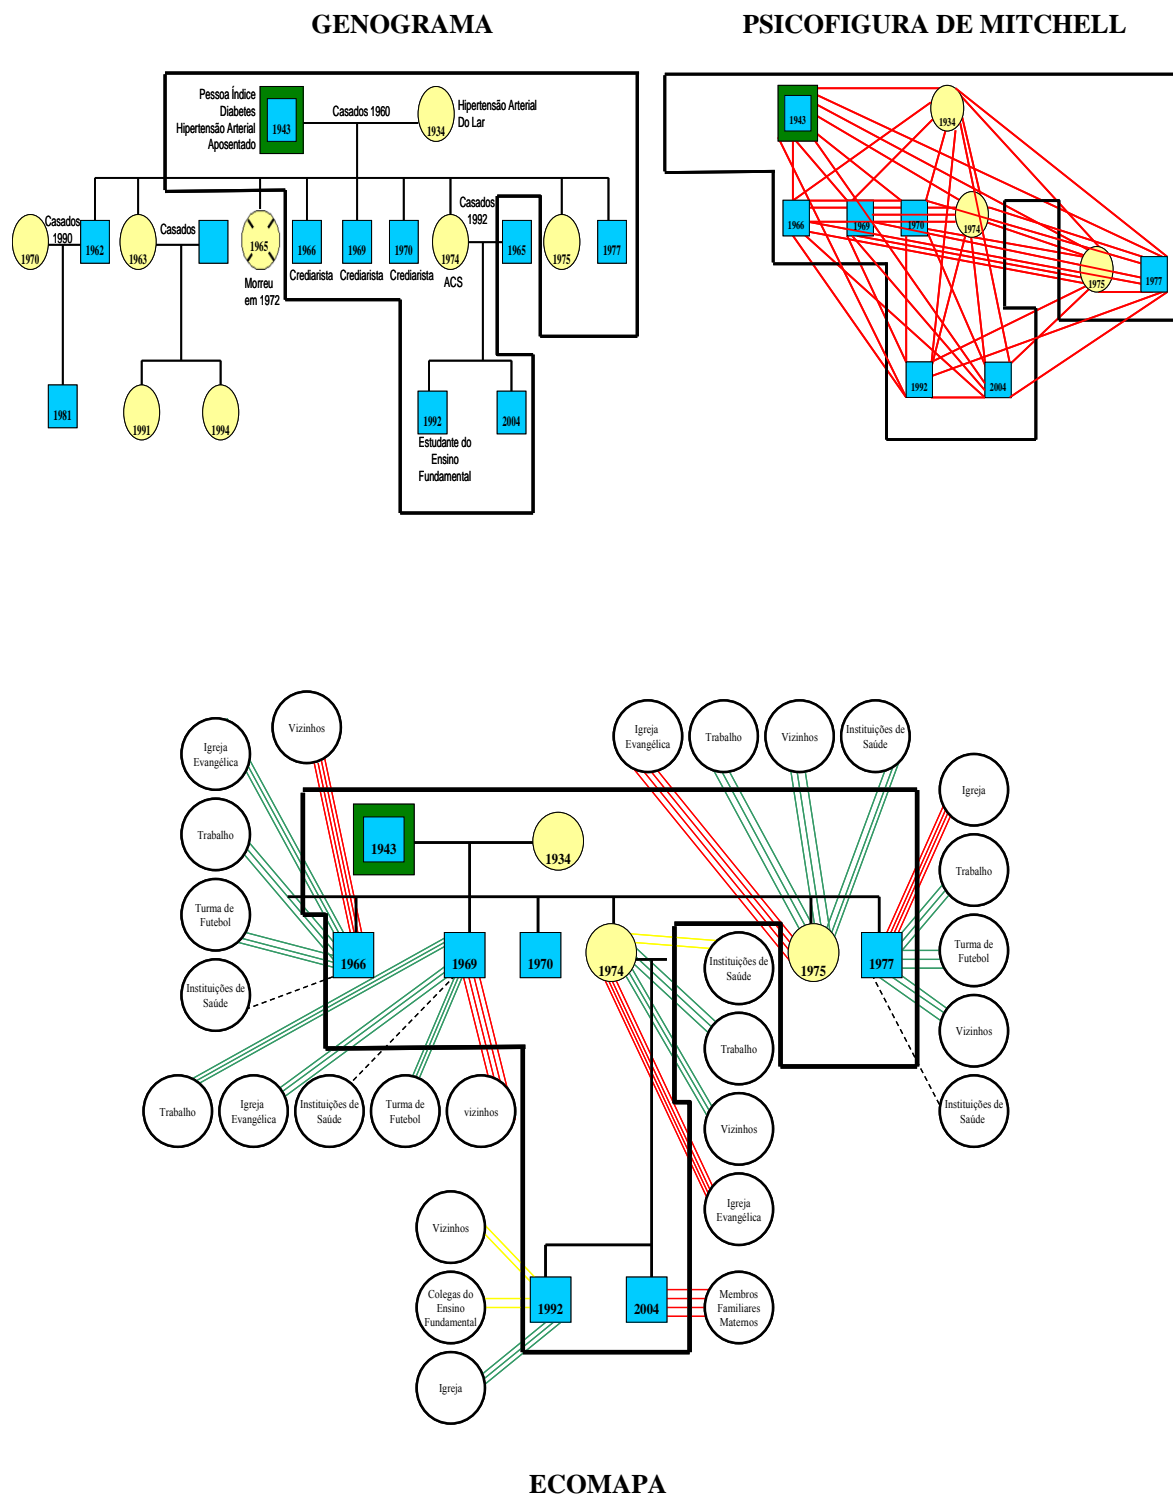 GENOGRAMA
PSICOFIGURA DE MITCHELL
Pessoa Índice
Diabetes
Hipertensão Arterial
Aposentado
1943
Casados 1960
1934
Hipertensão Arterial
Do Lar
1970
Casados
1990
1962
1963
Casados
1965
Morreu
em 1972
1966
Crediarista
1969
Crediarista
1970
Crediarista
1974
ACS
Casados
1992
1965
1975
1977
1981
1991
1994
1992
Estudante do
Ensino
Fundamental
2004
1943
1934
1966
1969
1970
1974
1975
1977
1992
2004
Vizinhos
Igreja
Evangélica
Trabalho
Turma de
Futebol
Instituições de
Saúde
Igreja
Evangélica
Trabalho
Vizinhos
Instituições de
Saúde
Igreja
Trabalho
Turma de
Futebol
Vizinhos
Instituições de
Saúde
1943
1934
1966
1969
1970
1974
1975
1977
Instituições de
Saúde
Trabalho
Vizinhos
Igreja
Evangélica
Trabalho
Igreja
Evangélica
Instituições de
Saúde
Turma de
Futebol
vizinhos
Vizinhos
Colegas do
Ensino
Fundamental
Igreja
1992
2004
Membros
Familiares
Maternos
ECOMAPA